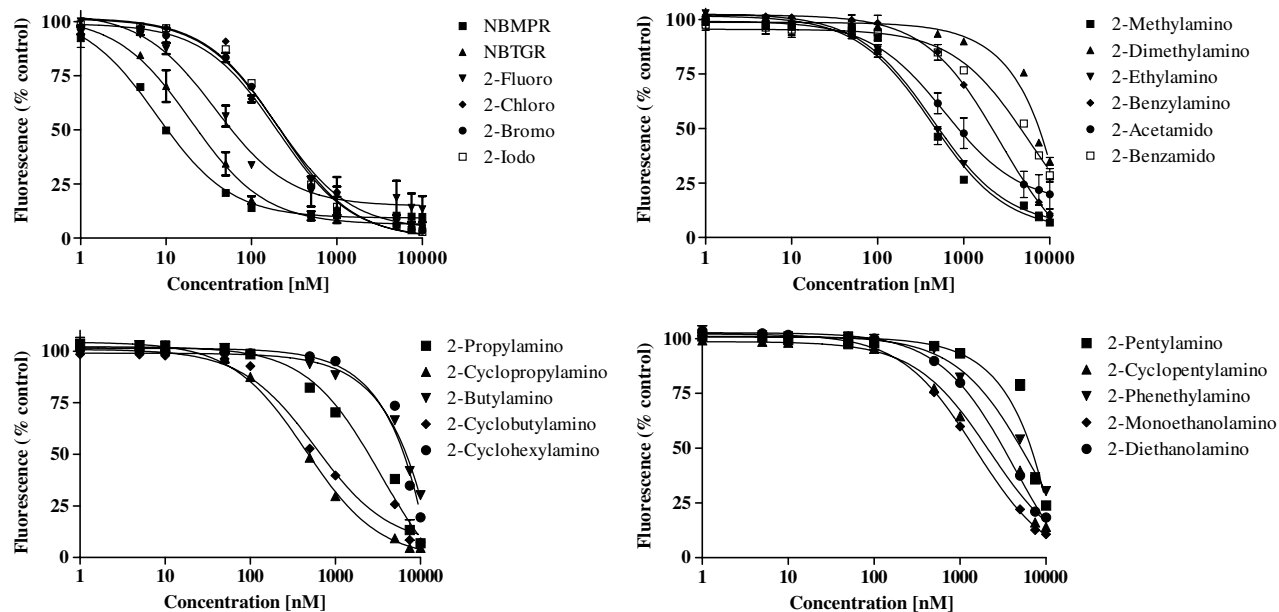 100
75
50
25
0
Fluorescence (% control)
1
10
100
1000
10000
Concentration [nM]
NBMPR
NBTGR
2-Fluoro
2-Chloro
2-Bromo
2-Iodo
100
75
50
25
0
Fluorescence (% control)
1
10
100
1000
10000
Concentration [nM]
2-Methylamino
2-Dimethylamino
2-Ethylamino
2-Benzylamino
2-Acetamido
2-Benzamido
100
75
50
25
0
Fluorescence (% control)
1
10
100
1000
10000
Concentration [nM]
2-Propylamino
2-Cyclopropylamino
2-Butylamino
2-Cyclobutylamino
2-Cyclohexylamino
100
75
50
25
0
Fluorescence (% control)
1
10
100
1000
10000
Concentration [nM]
2-Pentylamino
2-Cyclopentylamino
2-Phenethylamino
2-Monoethanolamino
2-Diethanolamino